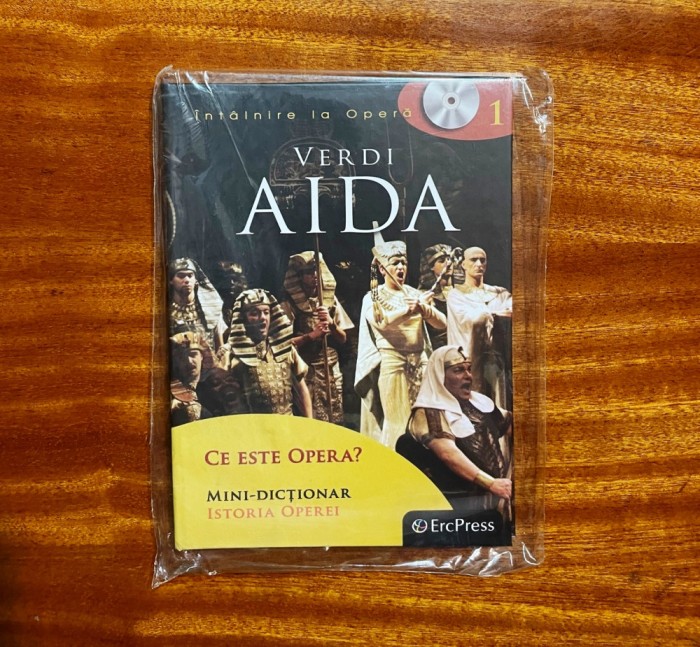 Întâlnire la Operă
1
VERDI
AIDA
CE ESTE OPERA?
MINI-DICȚIONAR
ISTORIA OPEREI
ErcPress